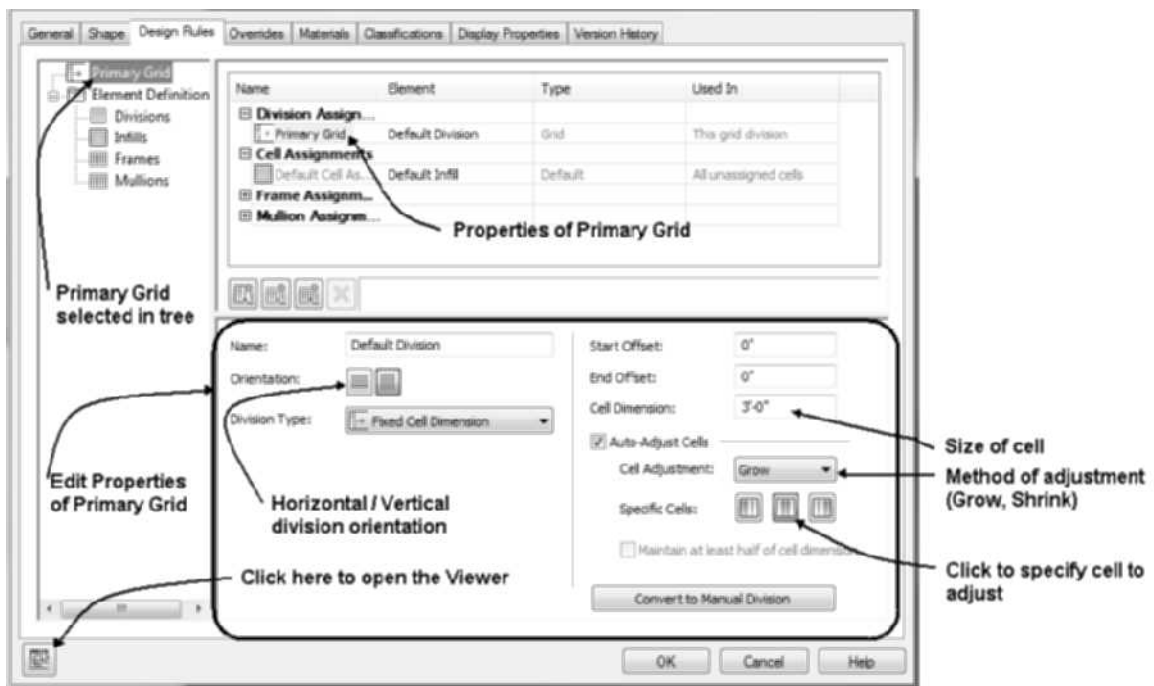 General Shape Design Rules Overrides Materials Classifications Display Properties Version History
Primary Grid
Element Definition
Divisions
Infills
Frames
Mullions
Name Element Type Used In
Division Assign...
Primary Grid Default Division Grid This grid division
Cell Assignments
Default Cell As... Default Infill Default All unassigned cells
Frame Assignm...
Mullion Assignm...
Properties of Primary Grid
Primary Grid
selected in tree
Name: Default Division
Orientation:
Division Type: Fixed Cell Dimension
Start Offset: 0"
End Offset: 0"
Cell Dimension: 3'-0"
Auto-Adjust Cells
Cell Adjustment: Grow
Specific Cells:
Maintain at least half of cell dimension
Convert to Manual Division
Edit Properties
of Primary Grid
Horizontal / Vertical
division orientation
Click here to open the Viewer
Size of cell
Method of adjustment
(Grow, Shrink)
Click to specify cell to
adjust
OK Cancel Help